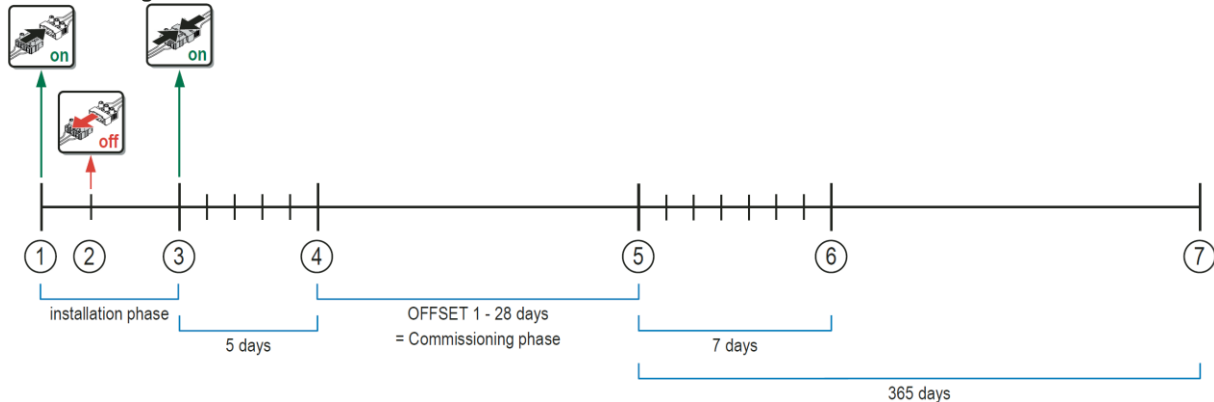 on
on
off
1
2
3
4
5
6
7
installation phase
5 days
OFFSET 1 - 28 days
= Commissioning phase
7 days
365 days